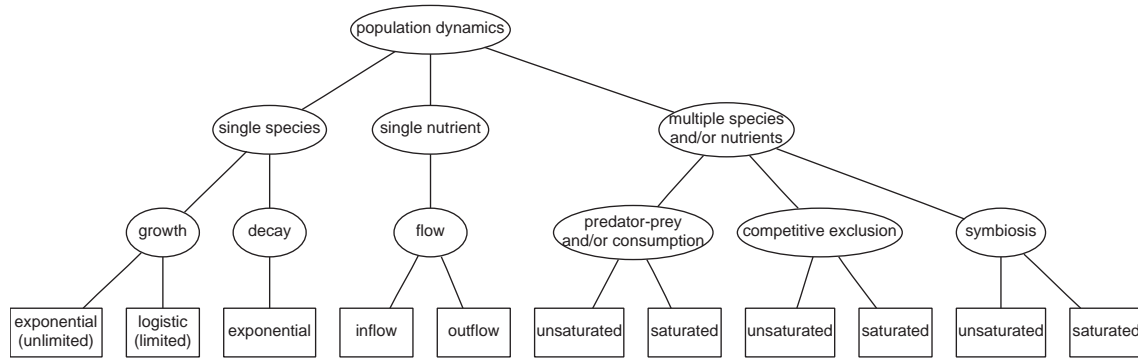 population dynamics
single species
single nutrient
multiple species
and/or nutrients
growth
decay
flow
predator-prey
and/or consumption
competitive exclusion
symbiosis
exponential
(unlimited)
logistic
(limited)
exponential
inflow
outflow
unsaturated
saturated
unsaturated
saturated
unsaturated
saturated